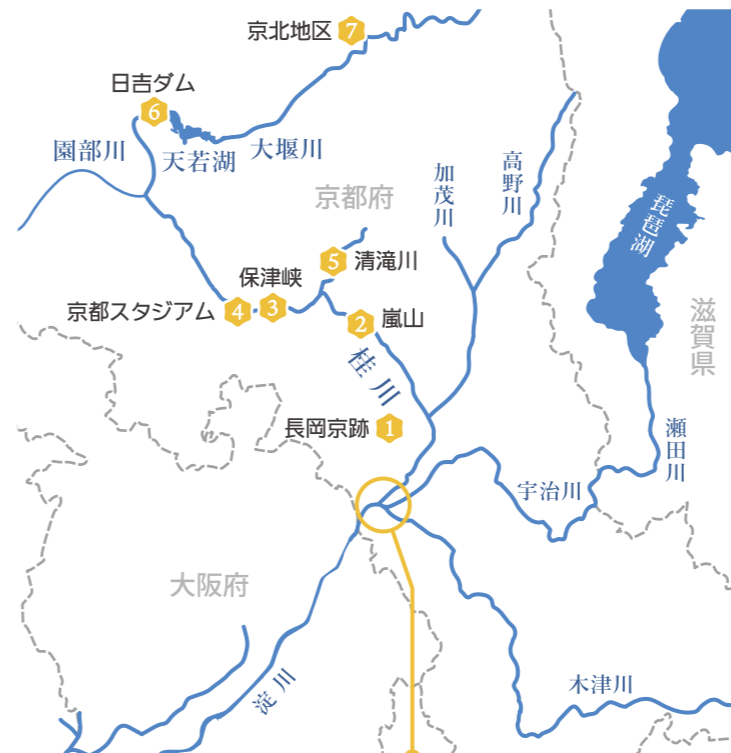 京北地区
7
日吉ダム
6
園部川
天若湖
大堰川
京都府
加茂川
高野川
琵琶湖
5
清滝川
保津峡
3
京都スタジアム
4
2
嵐山
滋賀県
桂川
長岡京跡
1
瀬田川
宇治川
大阪府
淀川
木津川